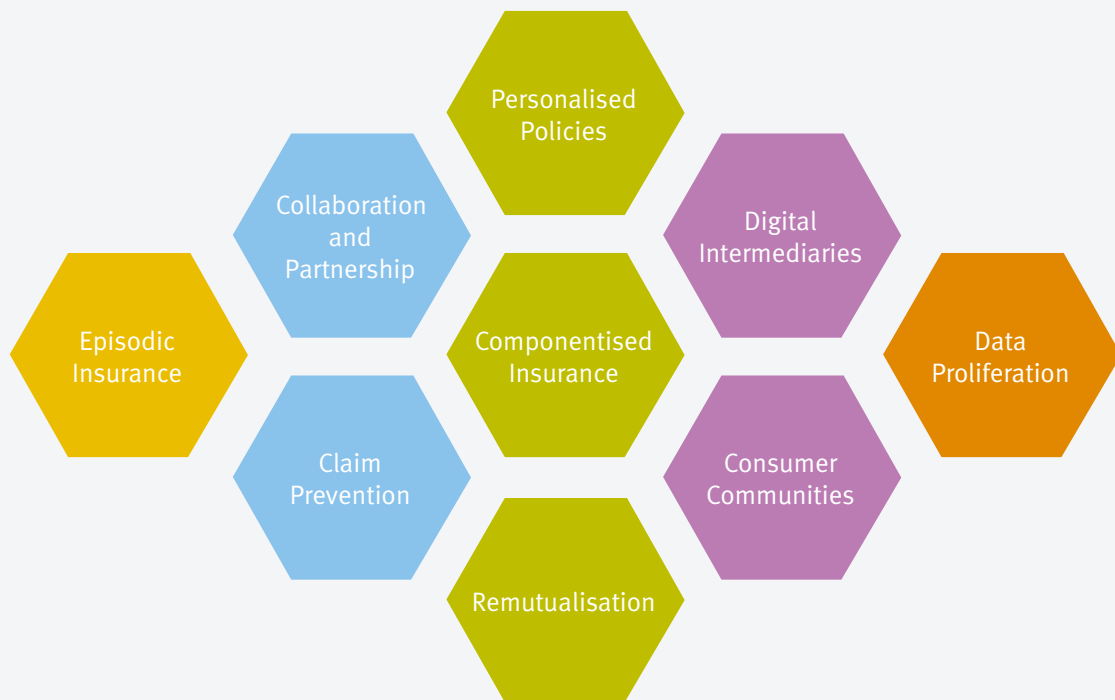 Personalised
Policies
Collaboration
and
Partnership
Digital
Intermediaries
Episodic
Insurance
Componentised
Insurance
Data
Proliferation
Claim
Prevention
Consumer
Communities
Remutualisation